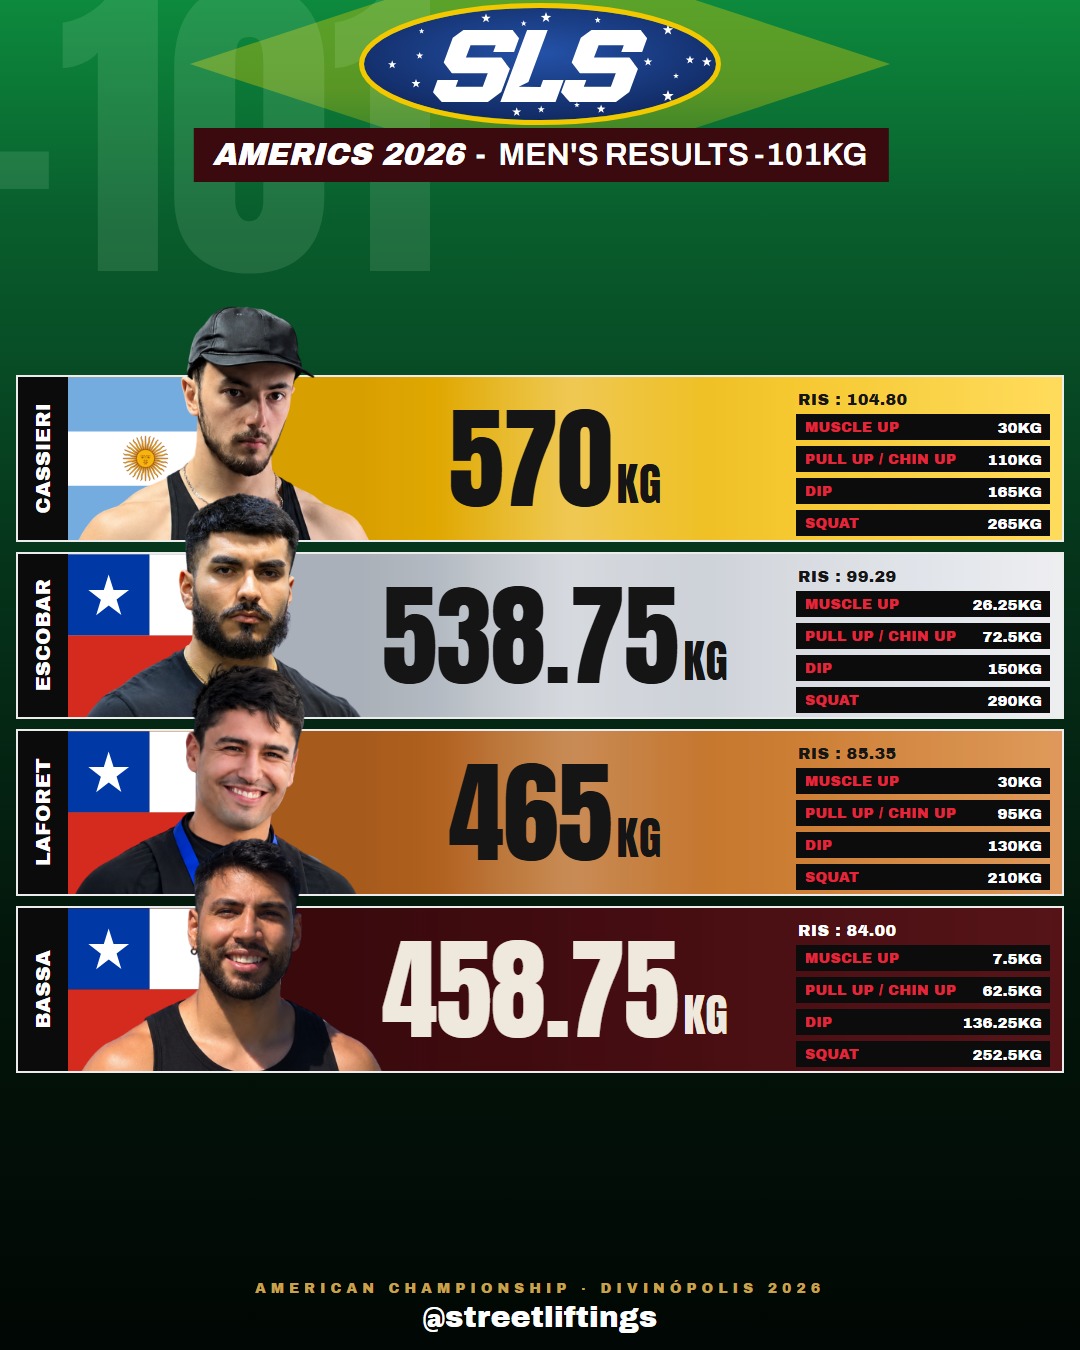 -101
SLS
AMERICS 2026 - MEN'S RESULTS -101KG
CASSIERI
570KG
RIS : 104.80
MUSCLE UP 30KG
PULL UP / CHIN UP 110KG
DIP 165KG
SQUAT 265KG
ESCOBAR
538.75KG
RIS : 99.29
MUSCLE UP 26.25KG
PULL UP / CHIN UP 72.5KG
DIP 150KG
SQUAT 290KG
LAFORET
465KG
RIS : 85.35
MUSCLE UP 30KG
PULL UP / CHIN UP 95KG
DIP 130KG
SQUAT 210KG
BASSA
458.75KG
RIS : 84.00
MUSCLE UP 7.5KG
PULL UP / CHIN UP 62.5KG
DIP 136.25KG
SQUAT 252.5KG
AMERICAN CHAMPIONSHIP · DIVINÓPOLIS 2026
@streetliftings